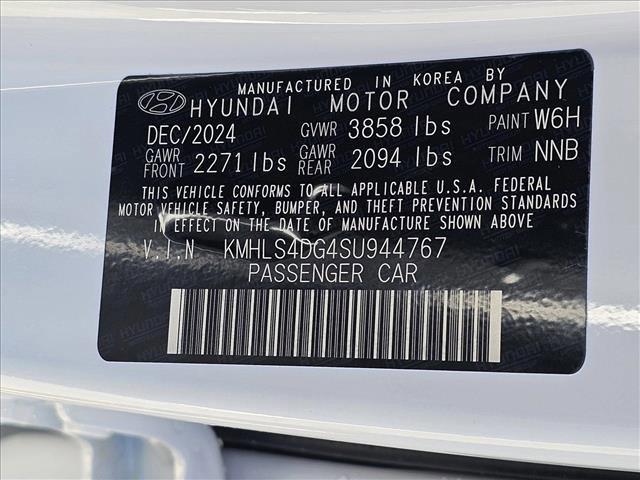 MANUFACTURED IN KOREA BY
HYUNDAI MOTOR COMPANY
DEC/2024 GVWR 3858 lbs PAINT W6H
GAWR FRONT 2271 lbs GAWR REAR 2094 lbs TRIM NNB
THIS VEHICLE CONFORMS TO ALL APPLICABLE U.S.A. FEDERAL
MOTOR VEHICLE SAFETY, BUMPER, AND THEFT PREVENTION STANDARDS
IN EFFECT ON THE DATE OF MANUFACTURE SHOWN ABOVE.
V.I.N KMHLS4DG4SU944767
PASSENGER CAR